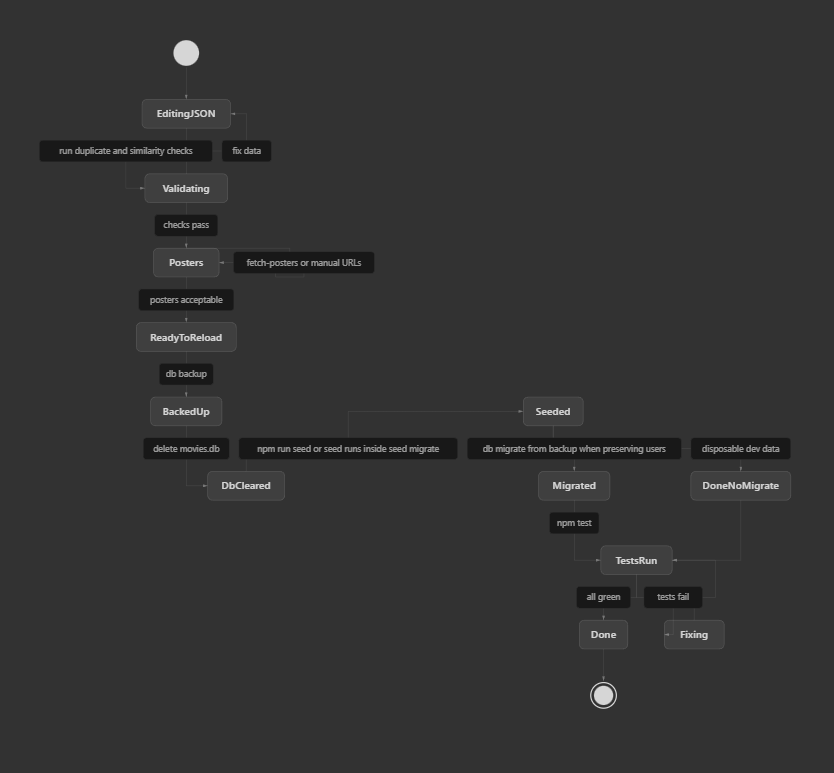 EditingJSON
run duplicate and similarity checks
fix data
Validating
checks pass
Posters
fetch-posters or manual URLs
posters acceptable
ReadyToReload
db backup
BackedUp
Seeded
delete movies.db
npm run seed or seed runs inside seed migrate
db migrate from backup when preserving users
disposable dev data
DbCleared
Migrated
DoneNoMigrate
npm test
TestsRun
all green
tests fail
Done
Fixing